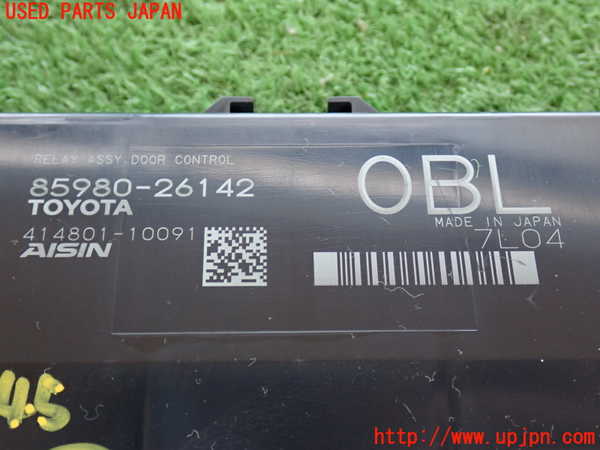 USED PARTS JAPAN
RELAY ASSY,DOOR CONTROL
85980-26142
TOYOTA
414801-10091
AISIN
OBL
MADE IN JAPAN
7L04
45
http://www.upjpn.com/